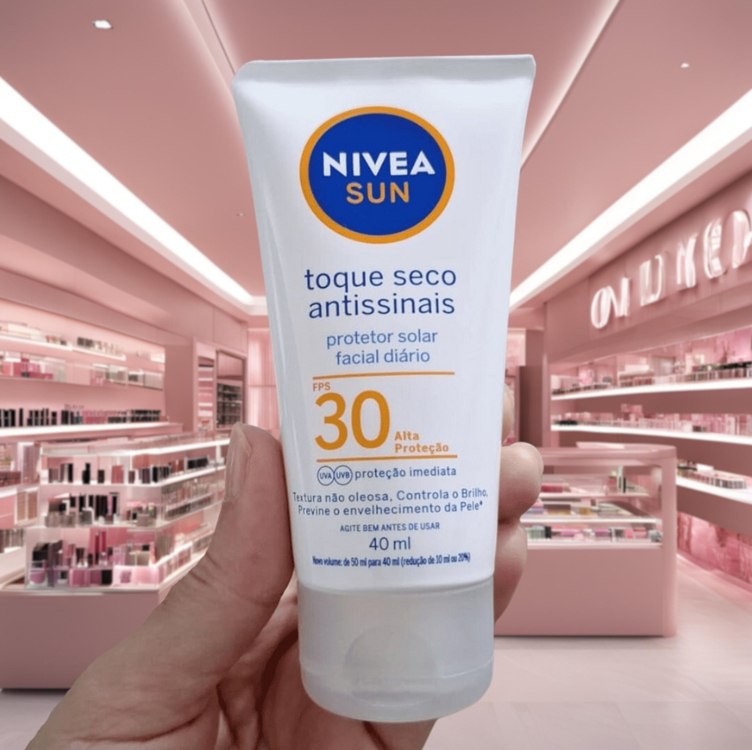 NIVEA
SUN
toque seco
antissinais
protetor solar
facial diário
FPS
30
Alta
Proteção
UVA UVB proteção imediata
Textura não oleosa, Controla o Brilho,
Previne o envelhecimento da Pele*
AGITE BEM ANTES DE USAR
40 ml
Novo volume: de 50 ml para 40 ml (redução de 10 ml ou 20%)